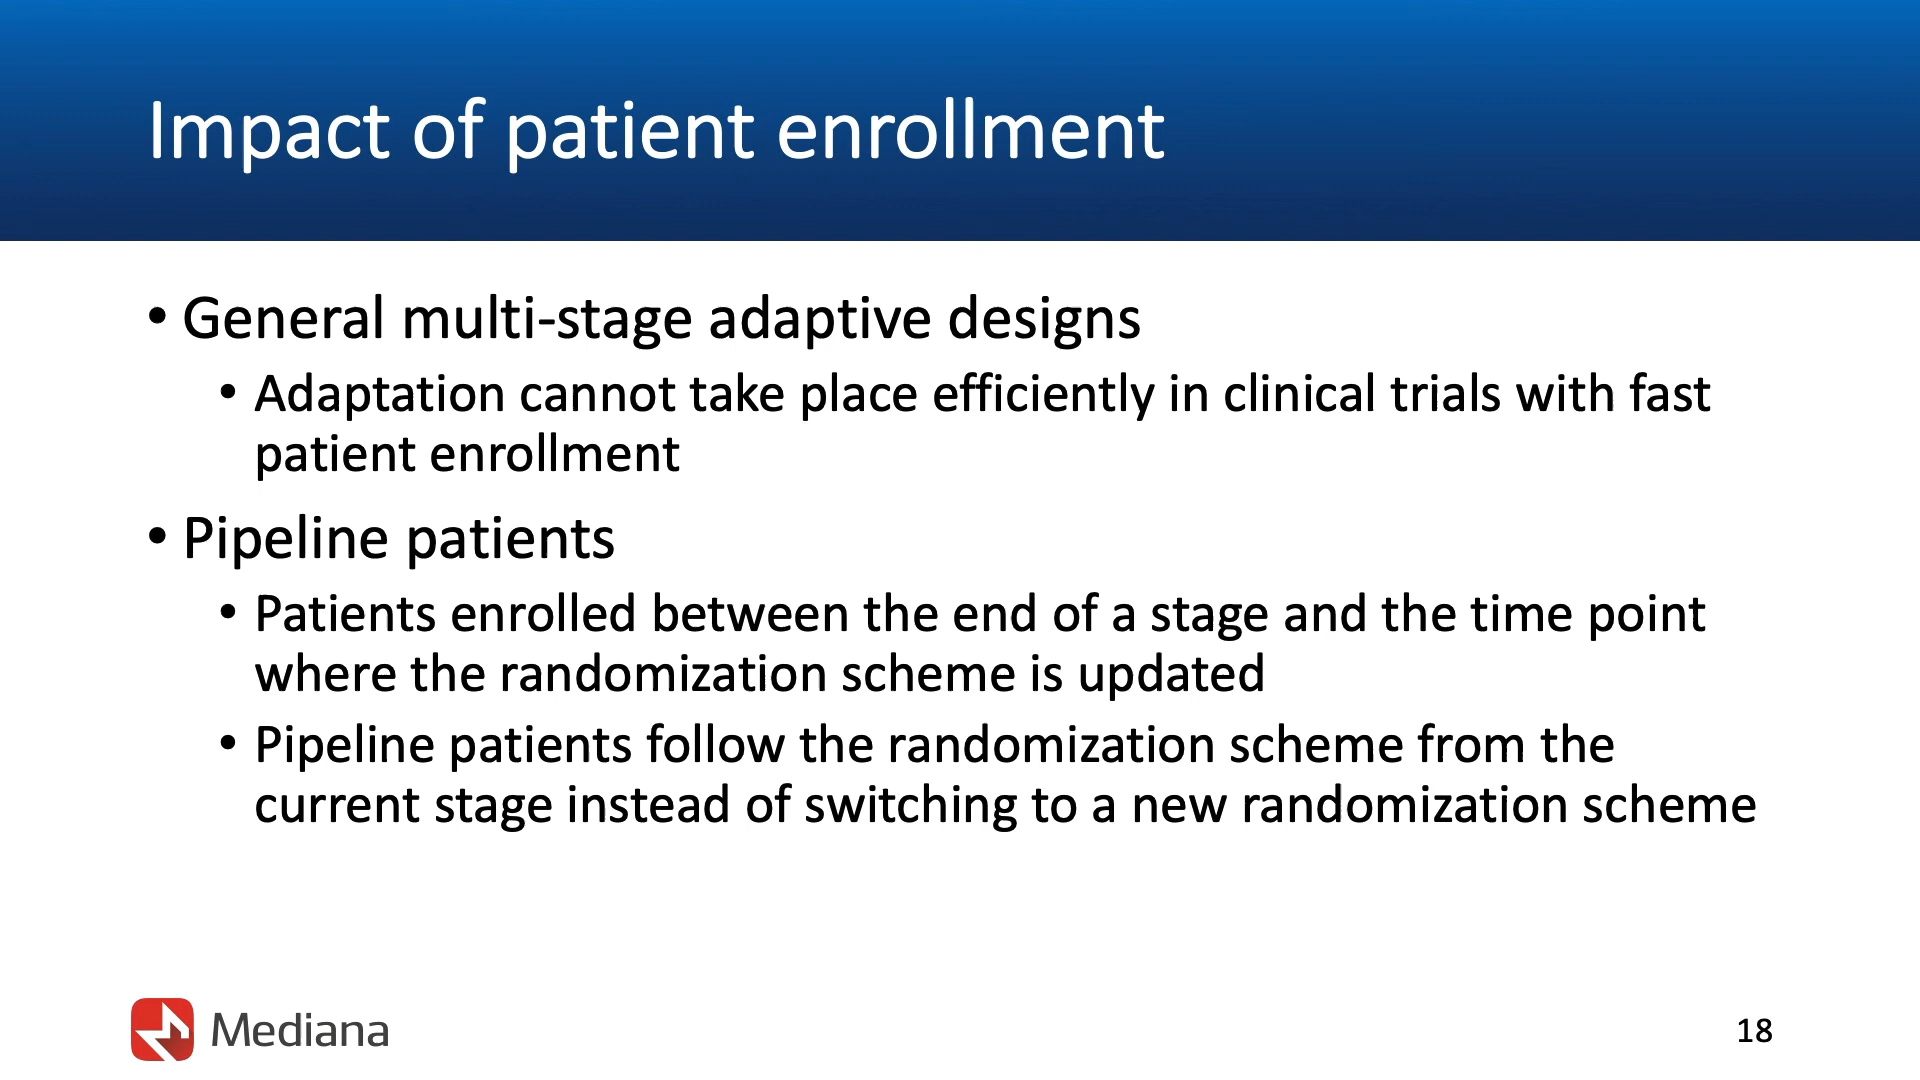 Impact of patient enrollment
• General multi-stage adaptive designs
• Adaptation cannot take place efficiently in clinical trials with fast
patient enrollment
• Pipeline patients
• Patients enrolled between the end of a stage and the time point
where the randomization scheme is updated
• Pipeline patients follow the randomization scheme from the
current stage instead of switching to a new randomization scheme
Mediana
18